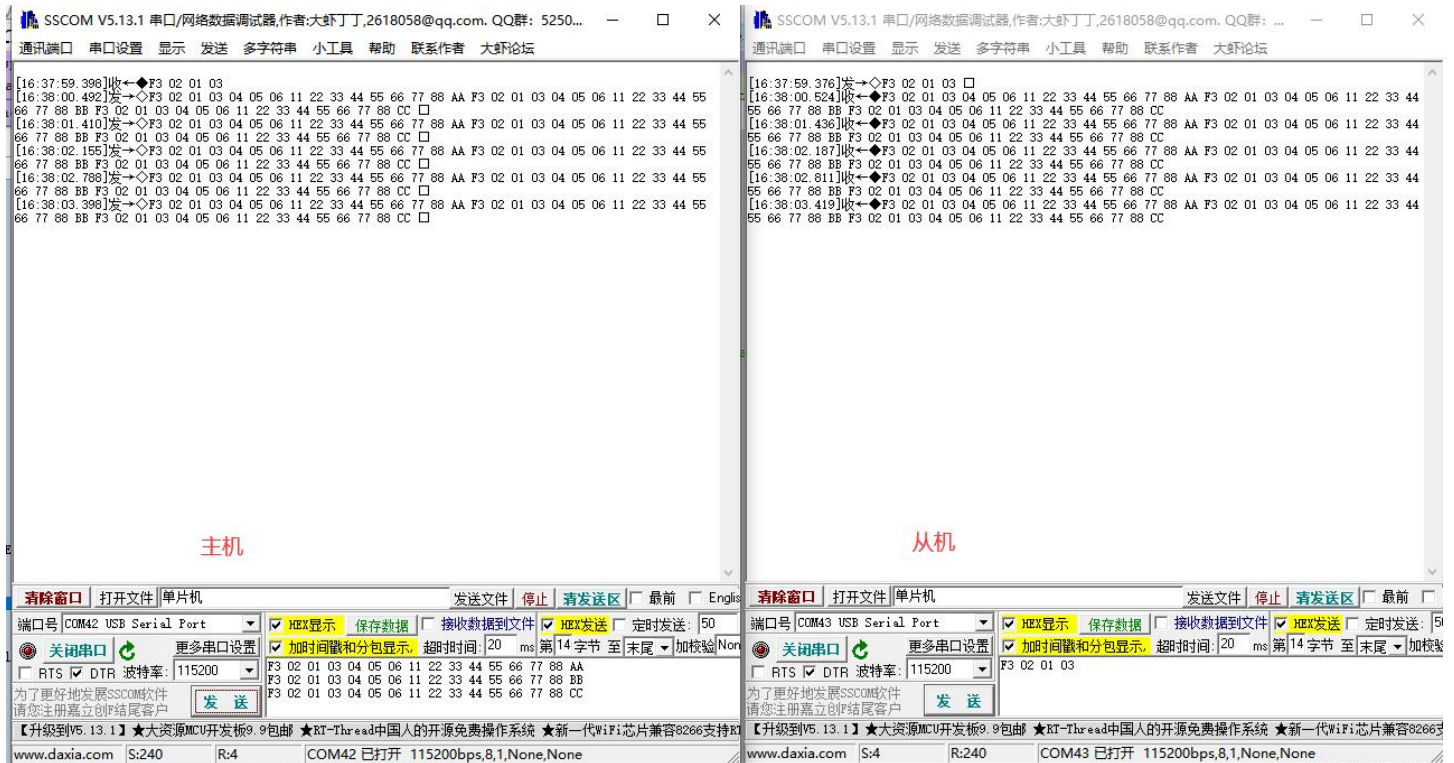 SSCOM V5.13.1 串口/网络数据调试器,作者:大虾丁丁,2618058@qq.com. QQ群: 5250...
通讯端口 串口设置 显示 发送 多字符串 小工具 帮助 联系作者 大虾论坛
[16:37:59.398]收←◆F3 02 01 03
[16:38:00.492]发→◇F3 02 01 03 04 05 06 11 22 33 44 55 66 77 88 AA F3 02 01 03 04 05 06 11 22 33 44 55
66 77 88 BB F3 02 01 03 04 05 06 11 22 33 44 55 66 77 88 CC □
[16:38:01.410]发→◇F3 02 01 03 04 05 06 11 22 33 44 55 66 77 88 AA F3 02 01 03 04 05 06 11 22 33 44 55
66 77 88 BB F3 02 01 03 04 05 06 11 22 33 44 55 66 77 88 CC □
[16:38:02.155]发→◇F3 02 01 03 04 05 06 11 22 33 44 55 66 77 88 AA F3 02 01 03 04 05 06 11 22 33 44 55
66 77 88 BB F3 02 01 03 04 05 06 11 22 33 44 55 66 77 88 CC □
[16:38:02.788]发→◇F3 02 01 03 04 05 06 11 22 33 44 55 66 77 88 AA F3 02 01 03 04 05 06 11 22 33 44 55
66 77 88 BB F3 02 01 03 04 05 06 11 22 33 44 55 66 77 88 CC □
[16:38:03.398]发→◇F3 02 01 03 04 05 06 11 22 33 44 55 66 77 88 AA F3 02 01 03 04 05 06 11 22 33 44 55
66 77 88 BB F3 02 01 03 04 05 06 11 22 33 44 55 66 77 88 CC □
主机
清除窗口 打开文件 单片机 发送文件 停止 清发送区 最前 Englis
端口号 COM42 USB Serial Port HEX显示 保存数据 接收数据到文件 HEX发送 定时发送: 50
关闭串口 更多串口设置 加时间戳和分包显示, 超时时间: 20 ms 第 14 字节 至 末尾 加校验 Non
RTS DTR 波特率: 115200
F3 02 01 03 04 05 06 11 22 33 44 55 66 77 88 AA
F3 02 01 03 04 05 06 11 22 33 44 55 66 77 88 BB
F3 02 01 03 04 05 06 11 22 33 44 55 66 77 88 CC
为了更好地发展SSCOM软件
请您注册嘉立创F结尾客户
发 送
【升级到V5.13.1】★大资源MCU开发板9.9包邮 ★RT-Thread中国人的开源免费操作系统 ★新一代WiFi芯片兼容8266支持RT
www.daxia.com S:240 R:4 COM42 已打开 115200bps,8,1,None,None
SSCOM V5.13.1 串口/网络数据调试器,作者:大虾丁丁,2618058@qq.com. QQ群: ...
通讯端口 串口设置 显示 发送 多字符串 小工具 帮助 联系作者 大虾论坛
[16:37:59.376]发→◇F3 02 01 03 □
[16:38:00.524]收←◆F3 02 01 03 04 05 06 11 22 33 44 55 66 77 88 AA F3 02 01 03 04 05 06 11 22 33 44
55 66 77 88 BB F3 02 01 03 04 05 06 11 22 33 44 55 66 77 88 CC
[16:38:01.436]收←◆F3 02 01 03 04 05 06 11 22 33 44 55 66 77 88 AA F3 02 01 03 04 05 06 11 22 33 44
55 66 77 88 BB F3 02 01 03 04 05 06 11 22 33 44 55 66 77 88 CC
[16:38:02.187]收←◆F3 02 01 03 04 05 06 11 22 33 44 55 66 77 88 AA F3 02 01 03 04 05 06 11 22 33 44
55 66 77 88 BB F3 02 01 03 04 05 06 11 22 33 44 55 66 77 88 CC
[16:38:02.811]收←◆F3 02 01 03 04 05 06 11 22 33 44 55 66 77 88 AA F3 02 01 03 04 05 06 11 22 33 44
55 66 77 88 BB F3 02 01 03 04 05 06 11 22 33 44 55 66 77 88 CC
[16:38:03.419]收←◆F3 02 01 03 04 05 06 11 22 33 44 55 66 77 88 AA F3 02 01 03 04 05 06 11 22 33 44
55 66 77 88 BB F3 02 01 03 04 05 06 11 22 33 44 55 66 77 88 CC
从机
清除窗口 打开文件 单片机 发送文件 停止 清发送区 最前
端口号 COM43 USB Serial Port HEX显示 保存数据 接收数据到文件 HEX发送 定时发送: 5
关闭串口 更多串口设置 加时间戳和分包显示, 超时时间: 20 ms 第 14 字节 至 末尾 加校验
RTS DTR 波特率: 115200
F3 02 01 03
为了更好地发展SSCOM软件
请您注册嘉立创F结尾客户
发 送
【升级到V5.13.1】★大资源MCU开发板9.9包邮 ★RT-Thread中国人的开源免费操作系统 ★新一代WiFi芯片兼容8266支
www.daxia.com S:4 R:240 COM43 已打开 115200bps,8,1,None,None